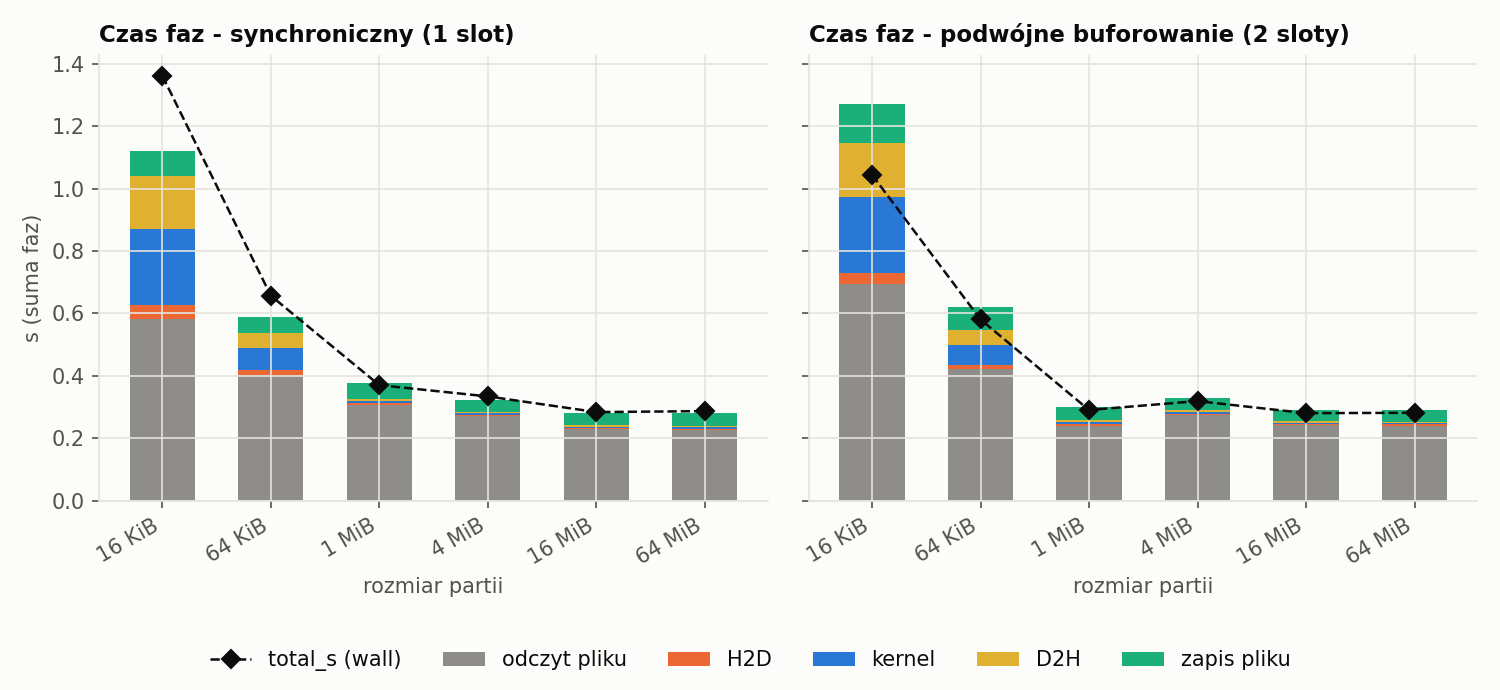 Czas faz - synchroniczny (1 slot)
Czas faz - podwójne buforowanie (2 sloty)
s (suma faz)
1.4
1.2
1.0
0.8
0.6
0.4
0.2
0.0
16 KiB
64 KiB
1 MiB
4 MiB
16 MiB
64 MiB
16 KiB
64 KiB
1 MiB
4 MiB
16 MiB
64 MiB
rozmiar partii
rozmiar partii
total_s (wall)
odczyt pliku
H2D
kernel
D2H
zapis pliku